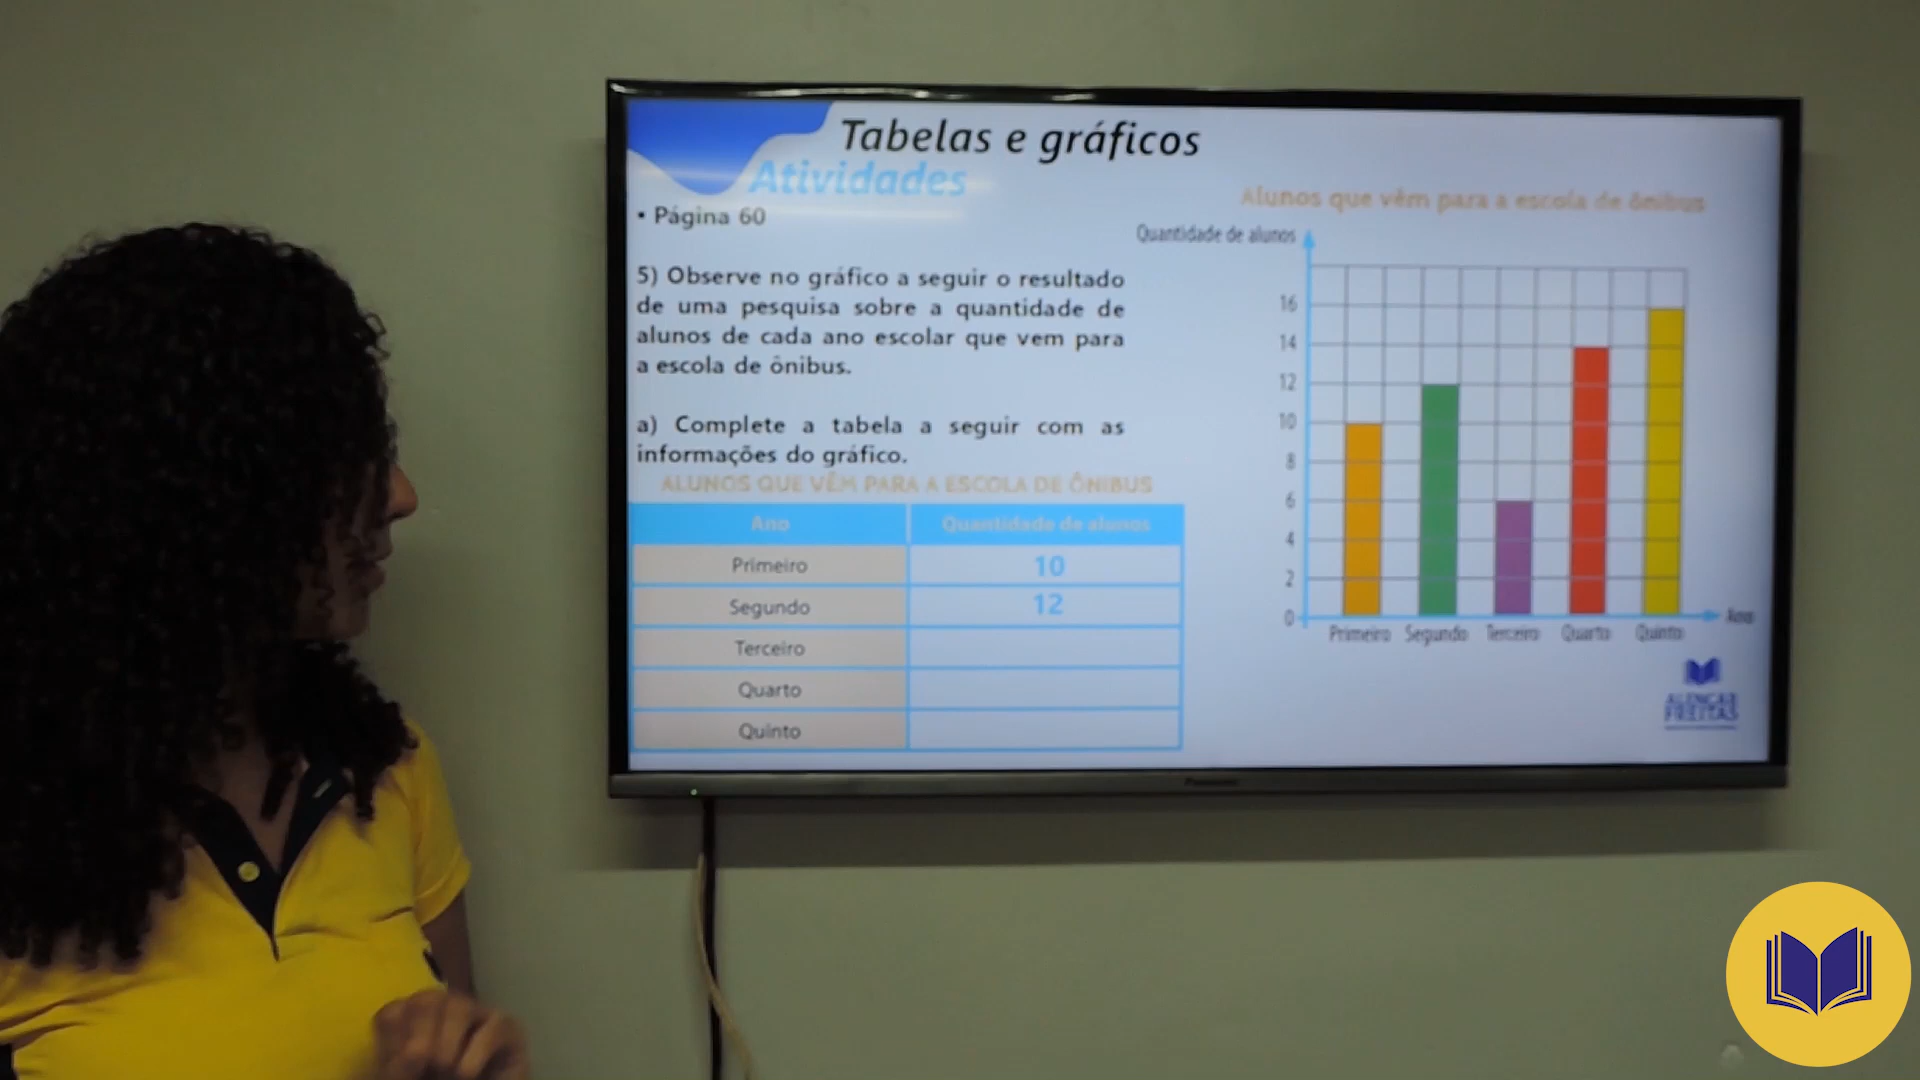 Tabelas e gráficos
Atividades
• Página 60
5) Observe no gráfico a seguir o resultado
de uma pesquisa sobre a quantidade de
alunos de cada ano escolar que vem para
a escola de ônibus.
a) Complete a tabela a seguir com as
informações do gráfico.
ALUNOS QUE VÊM PARA A ESCOLA DE ÔNIBUS
Ano Quantidade de alunos
Primeiro 10
Segundo 12
Terceiro
Quarto
Quinto
Alunos que vêm para a escola de ônibus
Quantidade de alunos
16
14
12
10
8
6
4
2
0
Ano
Primeiro Segundo Terceiro Quarto Quinto
ALENCAR
FREITAS
Panasonic